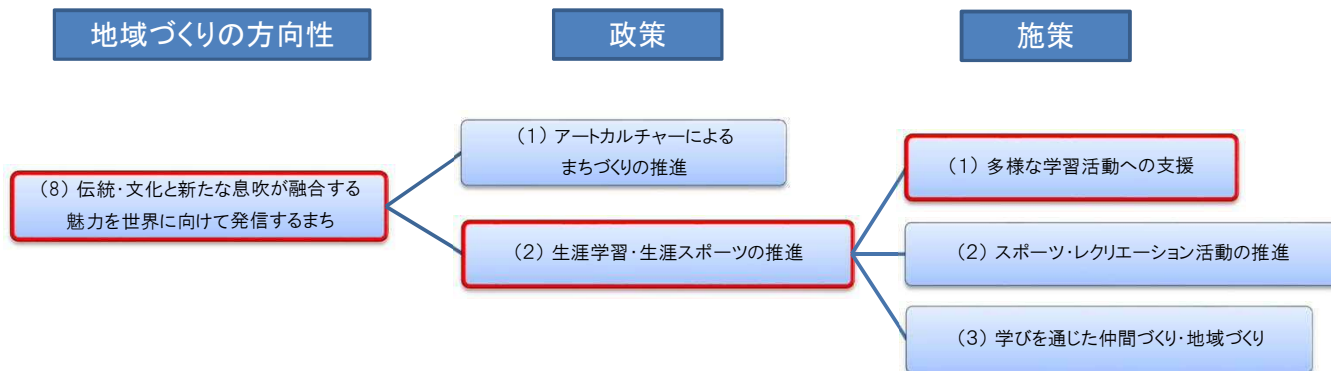 地域づくりの方向性
政策
施策
(8) 伝統・文化と新たな息吹が融合する
魅力を世界に向けて発信するまち
(1) アートカルチャーによる
まちづくりの推進
(2) 生涯学習・生涯スポーツの推進
(1) 多様な学習活動への支援
(2) スポーツ・レクリエーション活動の推進
(3) 学びを通じた仲間づくり・地域づくり